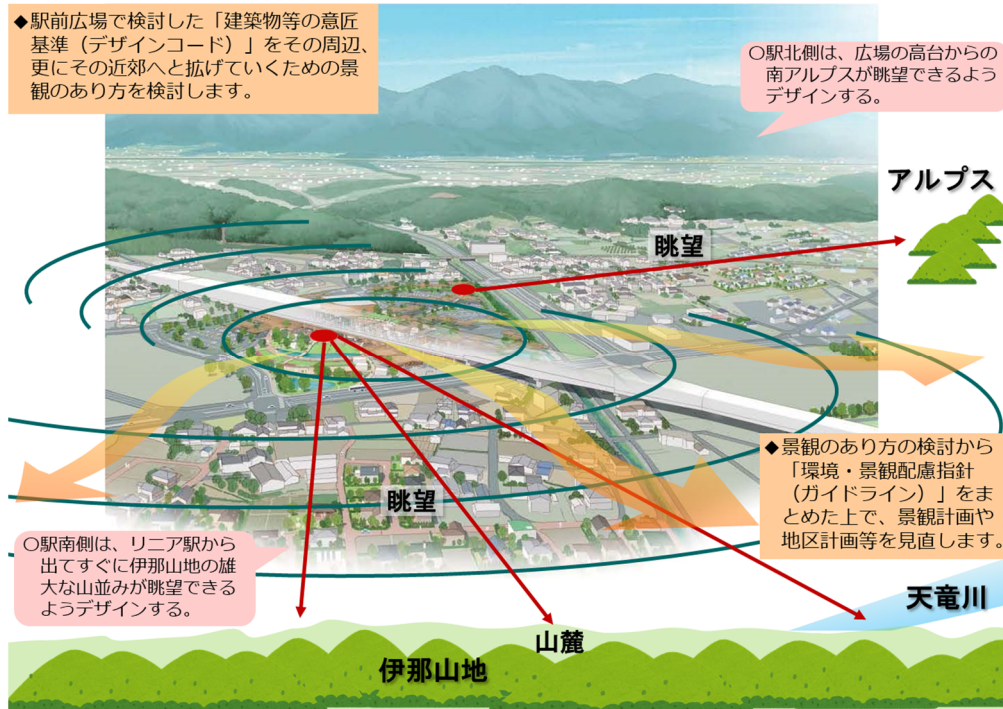 ◆駅前広場で検討した「建築物等の意匠
基準（デザインコード）」をその周辺、
更にその近郊へと拡げていくための景
観のあり方を検討します。
〇駅北側は、広場の高台からの
南アルプスが眺望できるよう
デザインする。
アルプス
眺望
眺望
◆景観のあり方の検討から
「環境・景観配慮指針
（ガイドライン）」をま
とめた上で、景観計画や
地区計画等を見直します。
〇駅南側は、リニア駅から
出てすぐに伊那山地の雄
大な山並みが眺望できる
ようデザインする。
天竜川
山麓
伊那山地